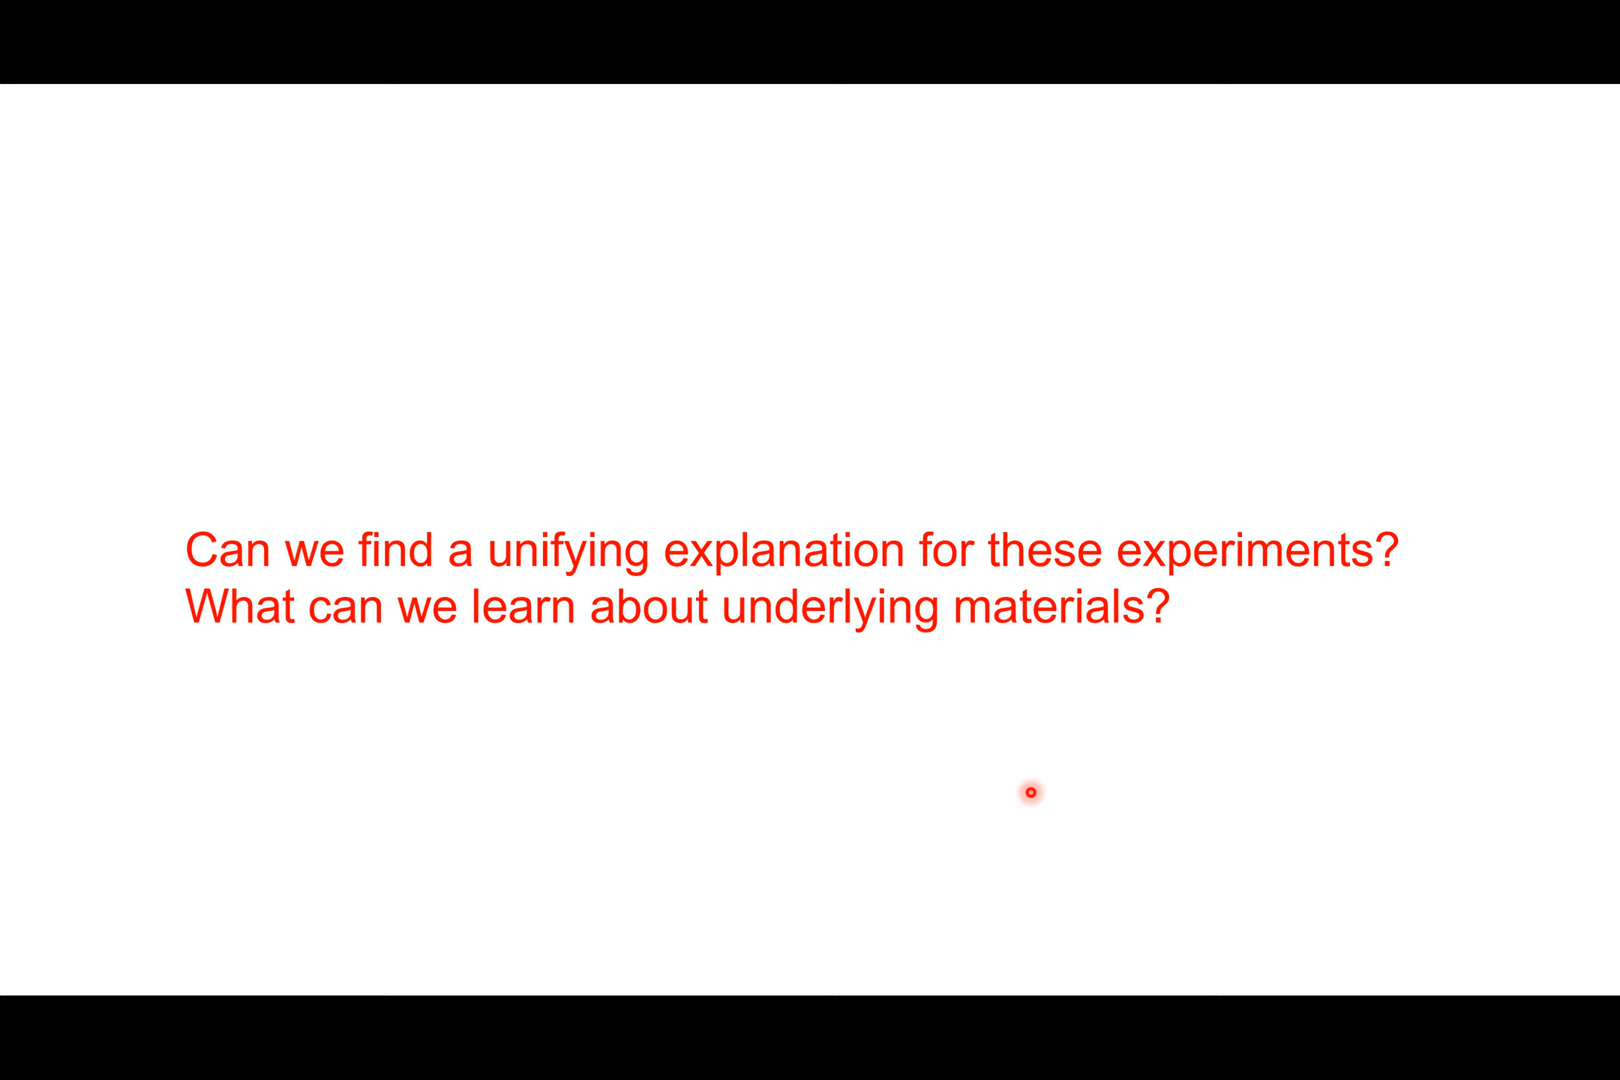 Can we find a unifying explanation for these experiments?
What can we learn about underlying materials?